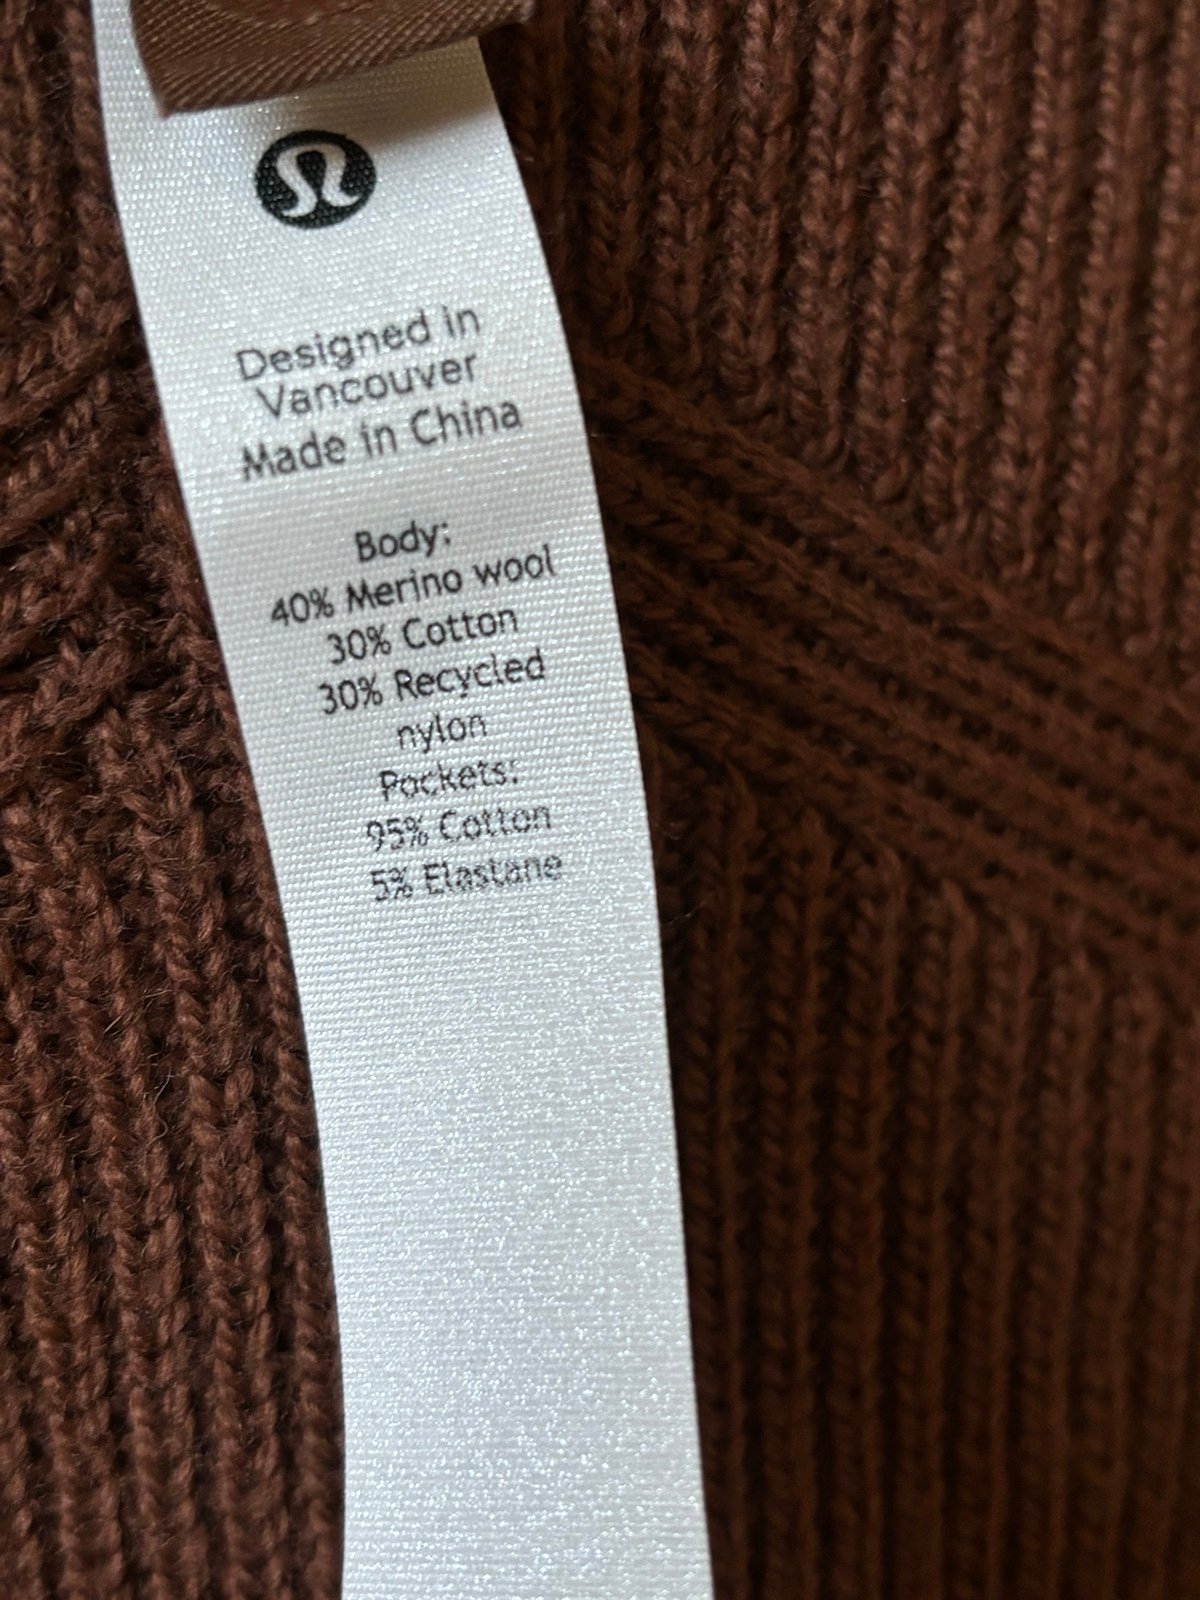 Designed in
Vancouver
Made in China
Body:
40% Merino wool
30% Cotton
30% Recycled
nylon
Pockets:
95% Cotton
5% Elastane